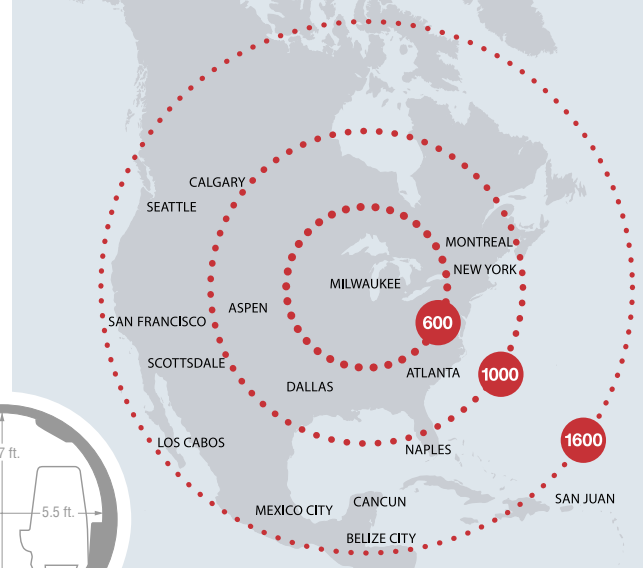 CALGARY
SEATTLE
MONTREAL
NEW YORK
MILWAUKEE
ASPEN
SAN FRANCISCO
600
SCOTTSDALE
ATLANTA
1000
DALLAS
1600
LOS CABOS
NAPLES
7 ft.
SAN JUAN
CANCUN
MEXICO CITY
5.5 ft.
BELIZE CITY